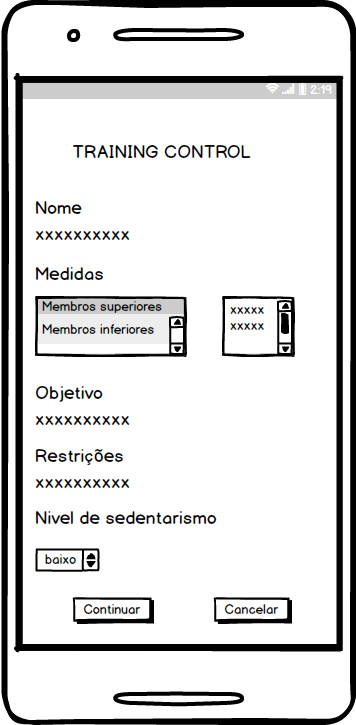 2:19
TRAINING CONTROL
Nome
xxxxxxxxxx
Medidas
Membros superiores
Membros inferiores
xxxxx
xxxxx
Objetivo
xxxxxxxxxx
Restrições
xxxxxxxxxx
Nivel de sedentarismo
baixo
Continuar Cancelar